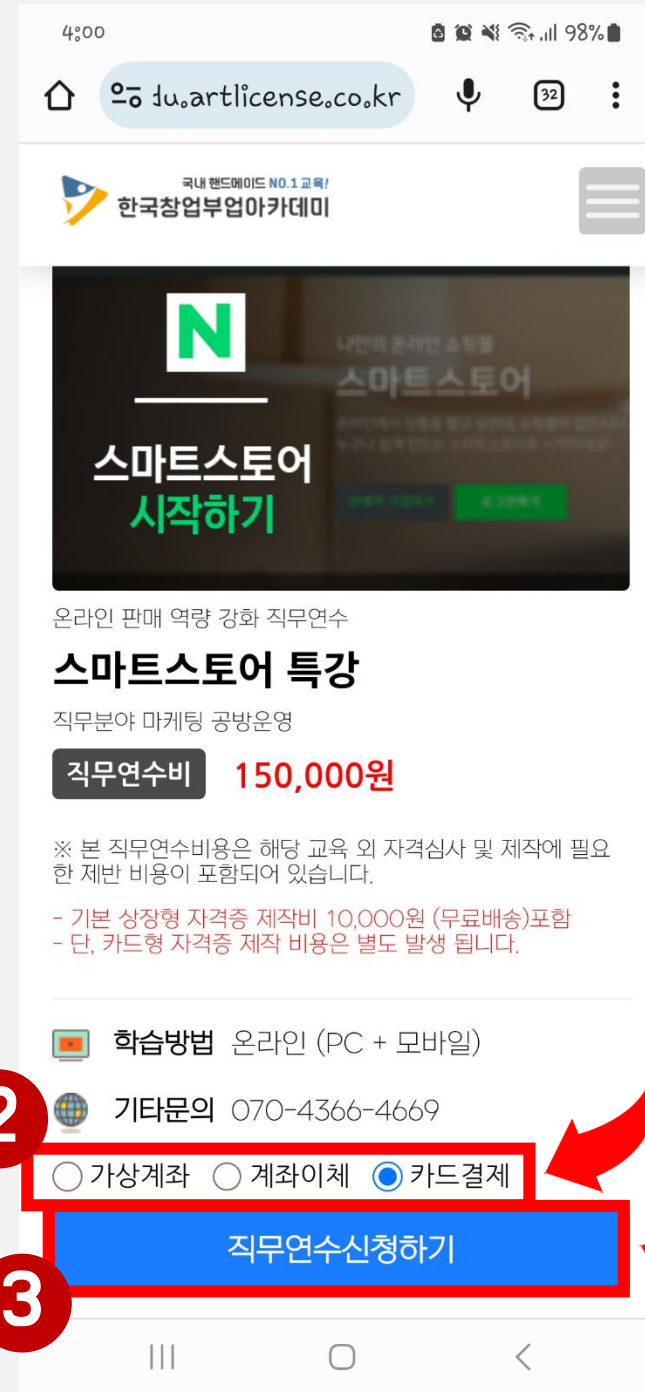 4:00
98%
du.artlicense.co.kr
32
국내 핸드메이드 NO.1 교육!
한국창업부업아카데미
N
나만의 온라인 쇼핑몰
스마트스토어
스마트스토어
시작하기
온라인 판매 역량 강화 직무연수
스마트스토어 특강
직무분야 마케팅 공방운영
직무연수비 150,000원
※ 본 직무연수비용은 해당 교육 외 자격심사 및 제작에 필요
한 제반 비용이 포함되어 있습니다.
- 기본 상장형 자격증 제작비 10,000원 (무료배송)포함
- 단, 카드형 자격증 제작 비용은 별도 발생 됩니다.
학습방법 온라인 (PC + 모바일)
기타문의 070-4366-4669
2
가상계좌 계좌이체 카드결제
직무연수신청하기
3